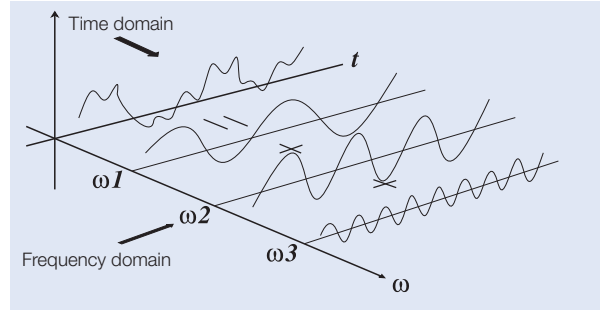 Time domain
t
ω1
ω2
ω3
Frequency domain
ω